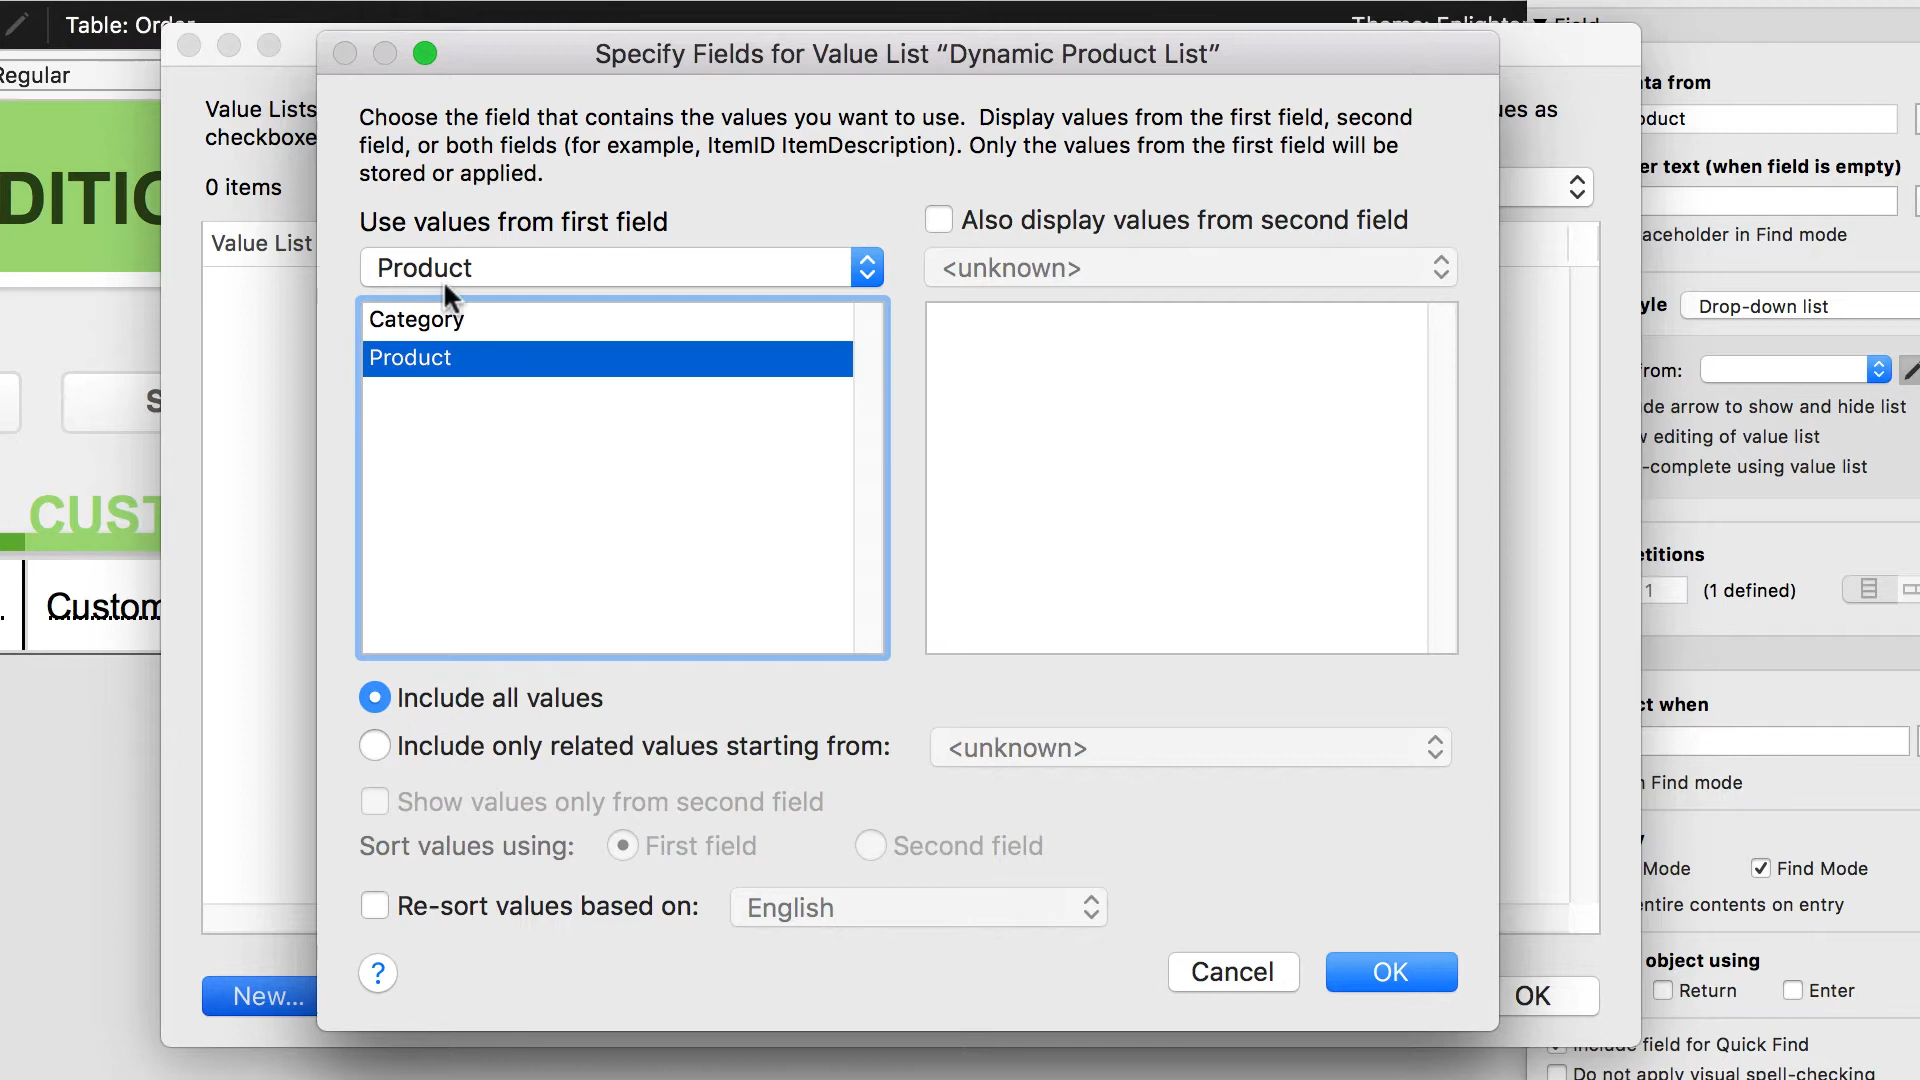 Table: Order
Regular
DITIO
CUST
Custom
Value Lists
checkboxe
0 items
Value List
New...
Specify Fields for Value List “Dynamic Product List”
Choose the field that contains the values you want to use. Display values from the first field, second
field, or both fields (for example, ItemID ItemDescription). Only the values from the first field will be
stored or applied.
Use values from first field
Product
Category
Product
Also display values from second field
<unknown>
Include all values
Include only related values starting from:
<unknown>
Show values only from second field
Sort values using:
First field
Second field
Re-sort values based on:
English
?
Cancel
OK
es as
OK
Field
ta from
duct
er text (when field is empty)
aceholder in Find mode
yle
Drop-down list
rom:
de arrow to show and hide list
w editing of value list
-complete using value list
etitions
1
(1 defined)
ct when
n Find mode
Mode
Find Mode
ntire contents on entry
object using
Return
Enter
Include field for Quick Find
Do not apply visual spell-checking